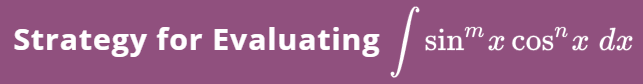 Strategy for Evaluating ∫ sinᵐ x cosⁿ x dx